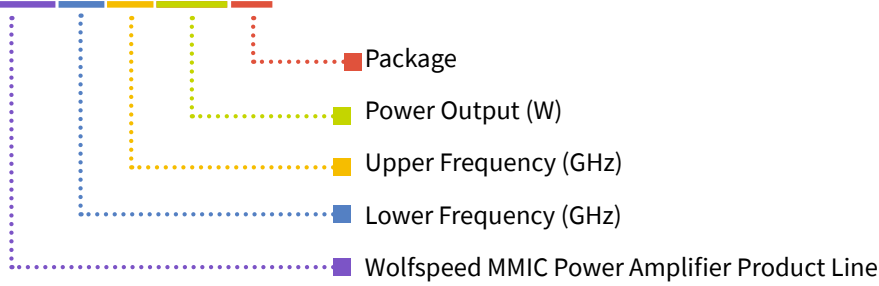 Package
Power Output (W)
Upper Frequency (GHz)
Lower Frequency (GHz)
Wolfspeed MMIC Power Amplifier Product Line